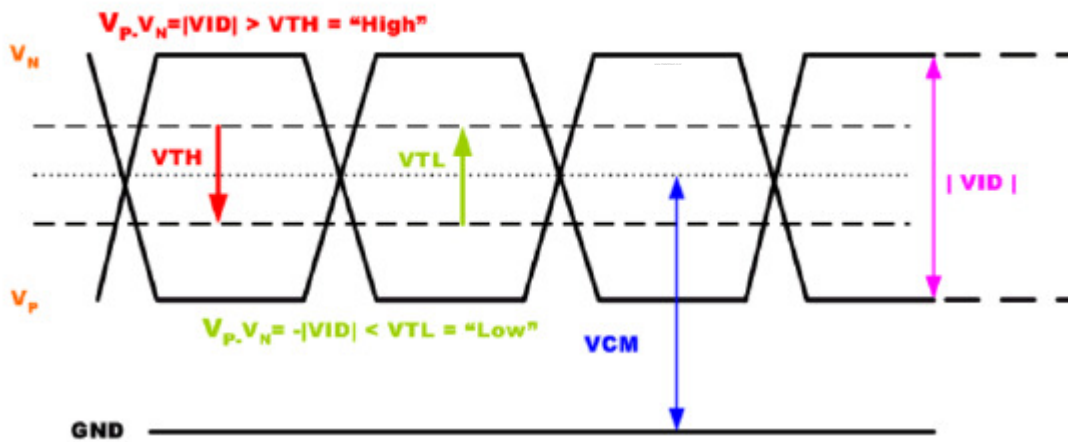 VP-VN=|VID| > VTH = “High”
VN
VTH
VTL
| VID |
VP
VP-VN= -|VID| < VTL = “Low”
VCM
GND